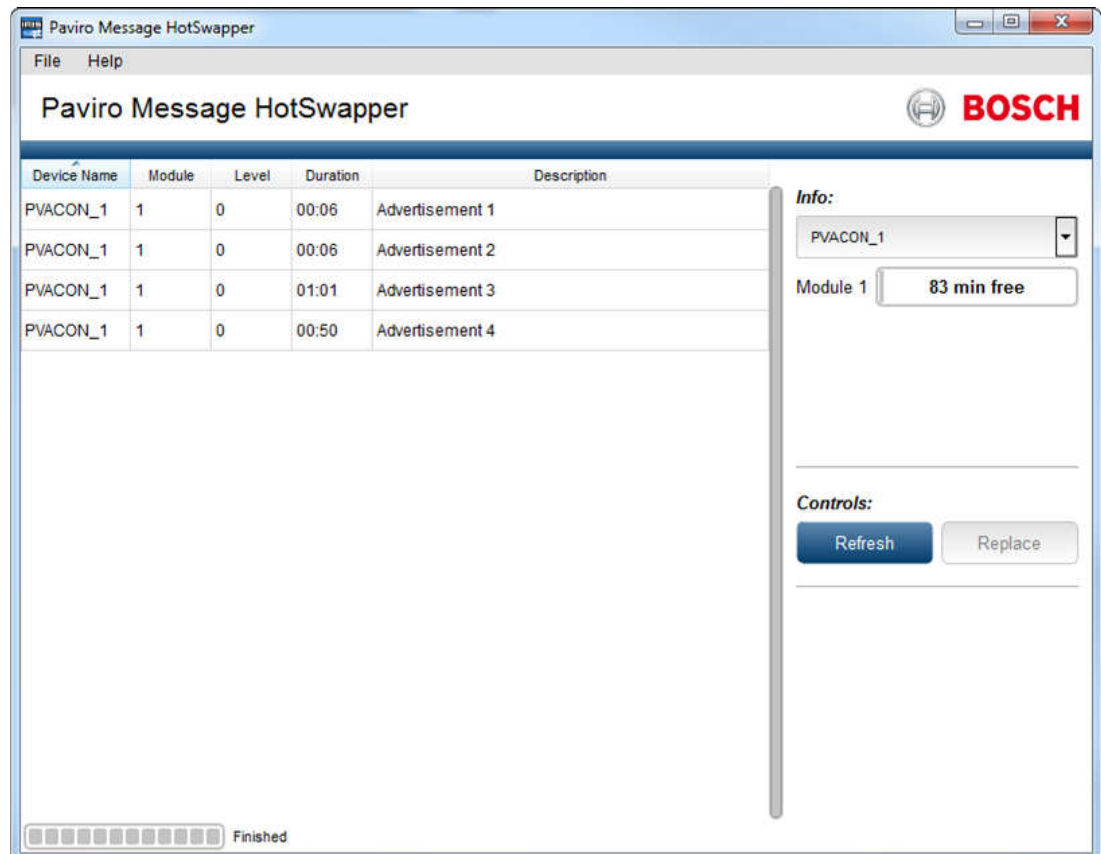 Paviro Message HotSwapper
File Help
Paviro Message HotSwapper
BOSCH
Device Name Module Level Duration Description
PVACON_1 1 0 00:06 Advertisement 1
PVACON_1 1 0 00:06 Advertisement 2
PVACON_1 1 0 01:01 Advertisement 3
PVACON_1 1 0 00:50 Advertisement 4
Info:
PVACON_1
Module 1 83 min free
Controls:
Refresh Replace
Finished